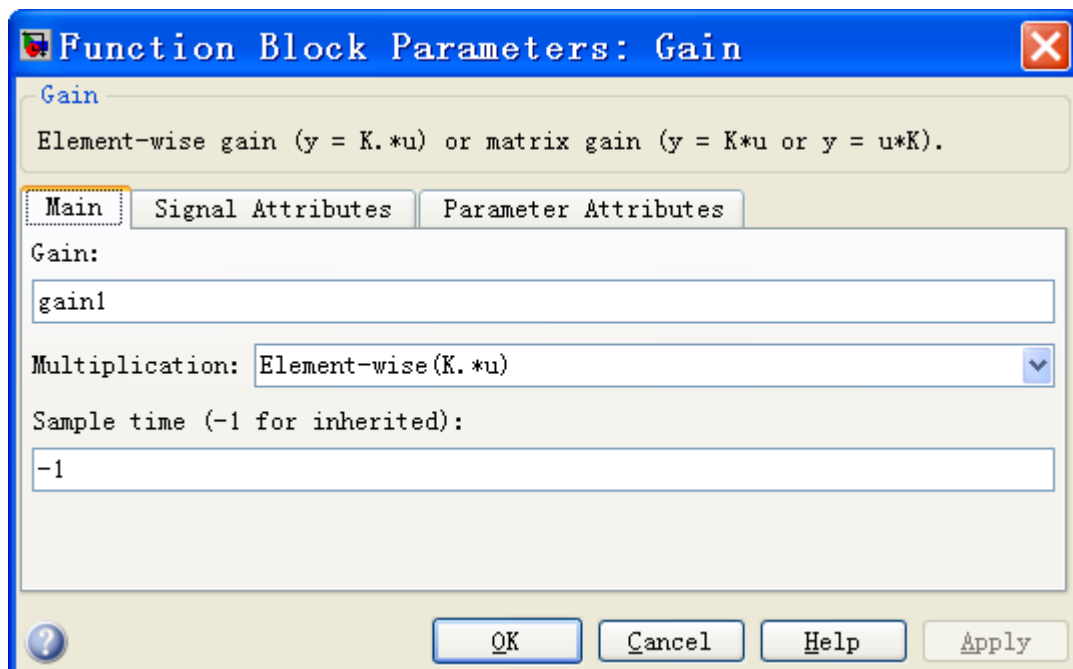 Function Block Parameters: Gain
Gain
Element-wise gain (y = K.*u) or matrix gain (y = K*u or y = u*K).
Main Signal Attributes Parameter Attributes
Gain:
gain1
Multiplication: Element-wise(K.*u)
Sample time (-1 for inherited):
-1
? OK Cancel Help Apply